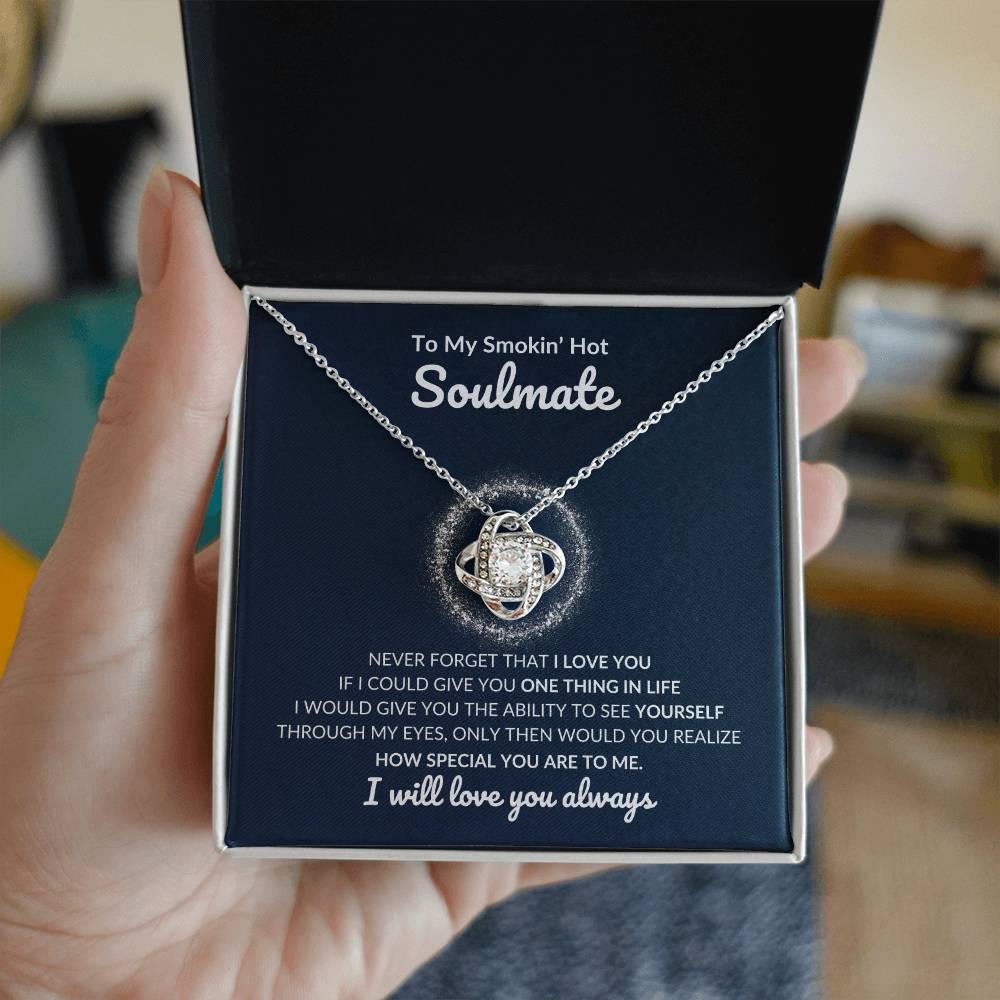 To My Smokin' Hot
Soulmate
NEVER FORGET THAT I LOVE YOU
IF I COULD GIVE YOU ONE THING IN LIFE
I WOULD GIVE YOU THE ABILITY TO SEE YOURSELF
THROUGH MY EYES, ONLY THEN WOULD YOU REALIZE
HOW SPECIAL YOU ARE TO ME.
I will love you always